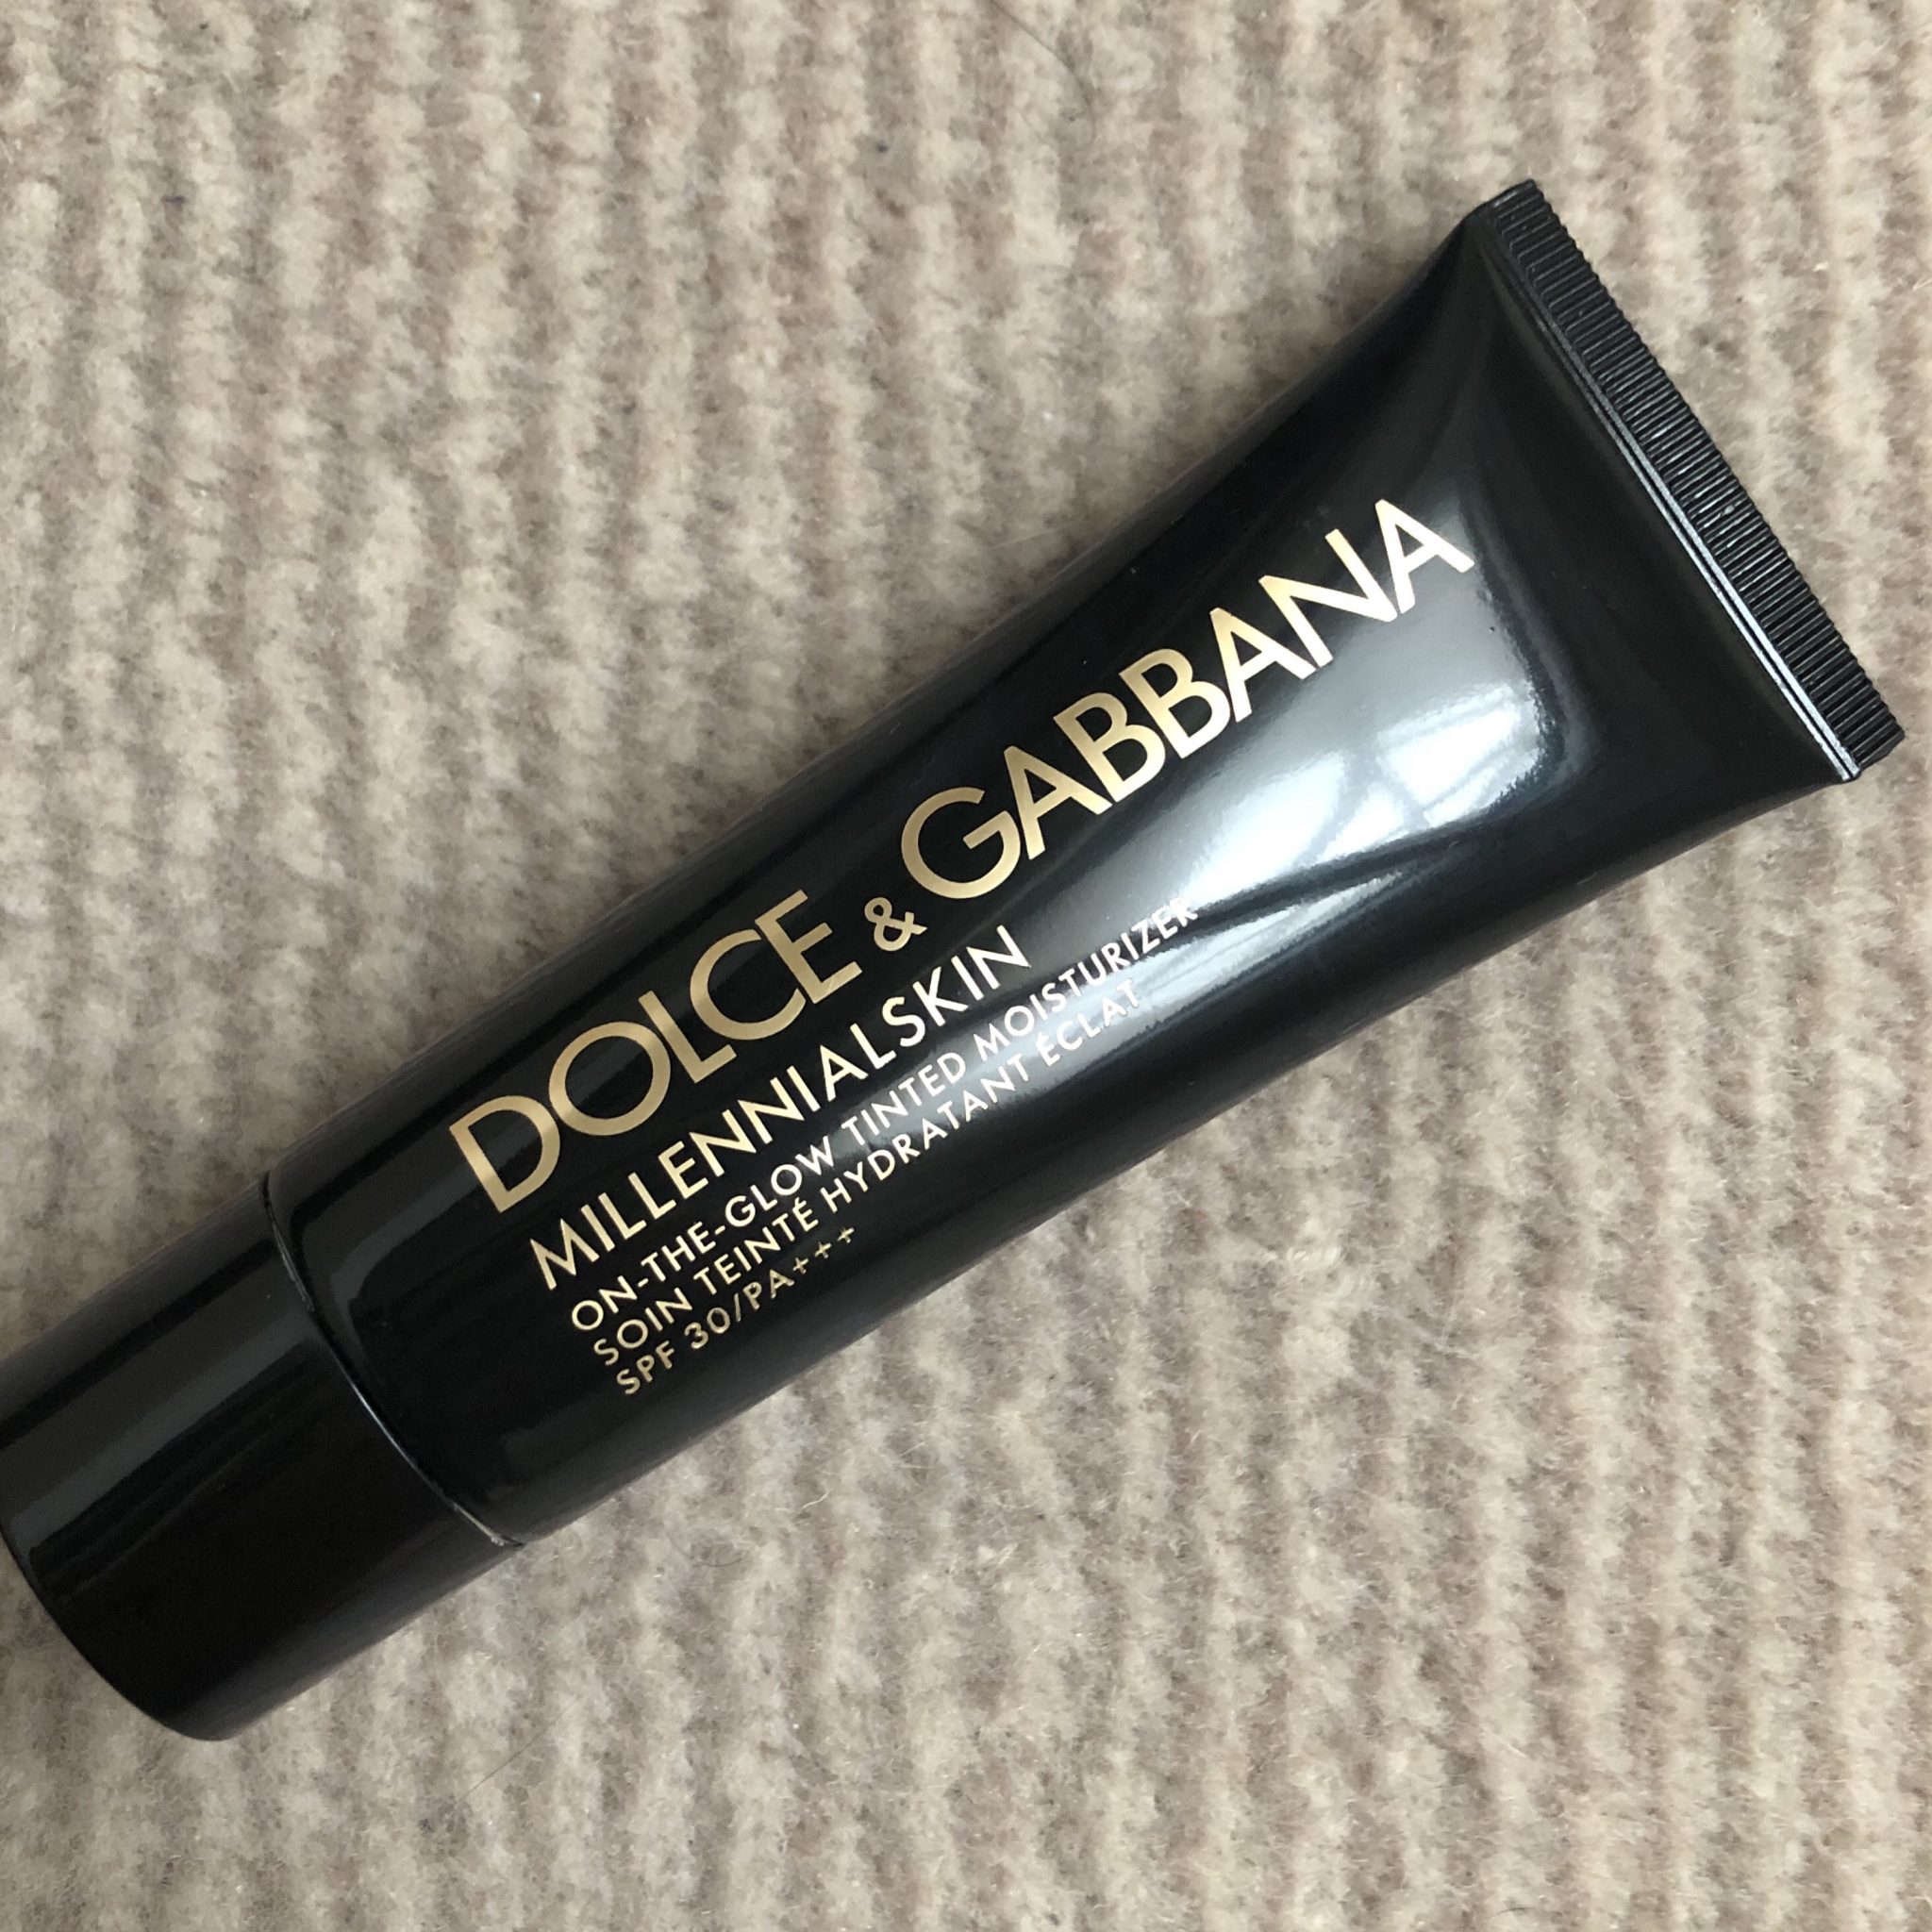 DOLCE & GABBANA
MILLENNIALSKIN
ON-THE-GLOW TINTED MOISTURIZER
SOIN TEINTÉ HYDRATANT ÉCLAT
SPF 30/PA+++